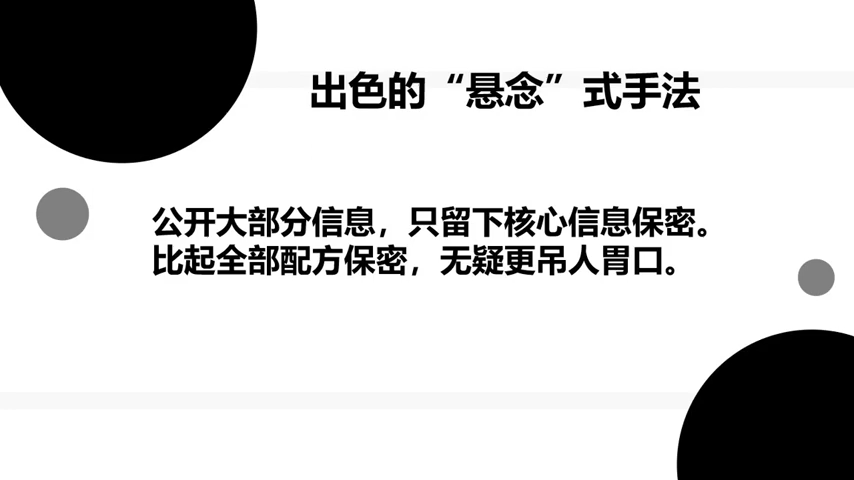 出色的“悬念”式手法
公开大部分信息，只留下核心信息保密。
比起全部配方保密，无疑更吊人胃口。